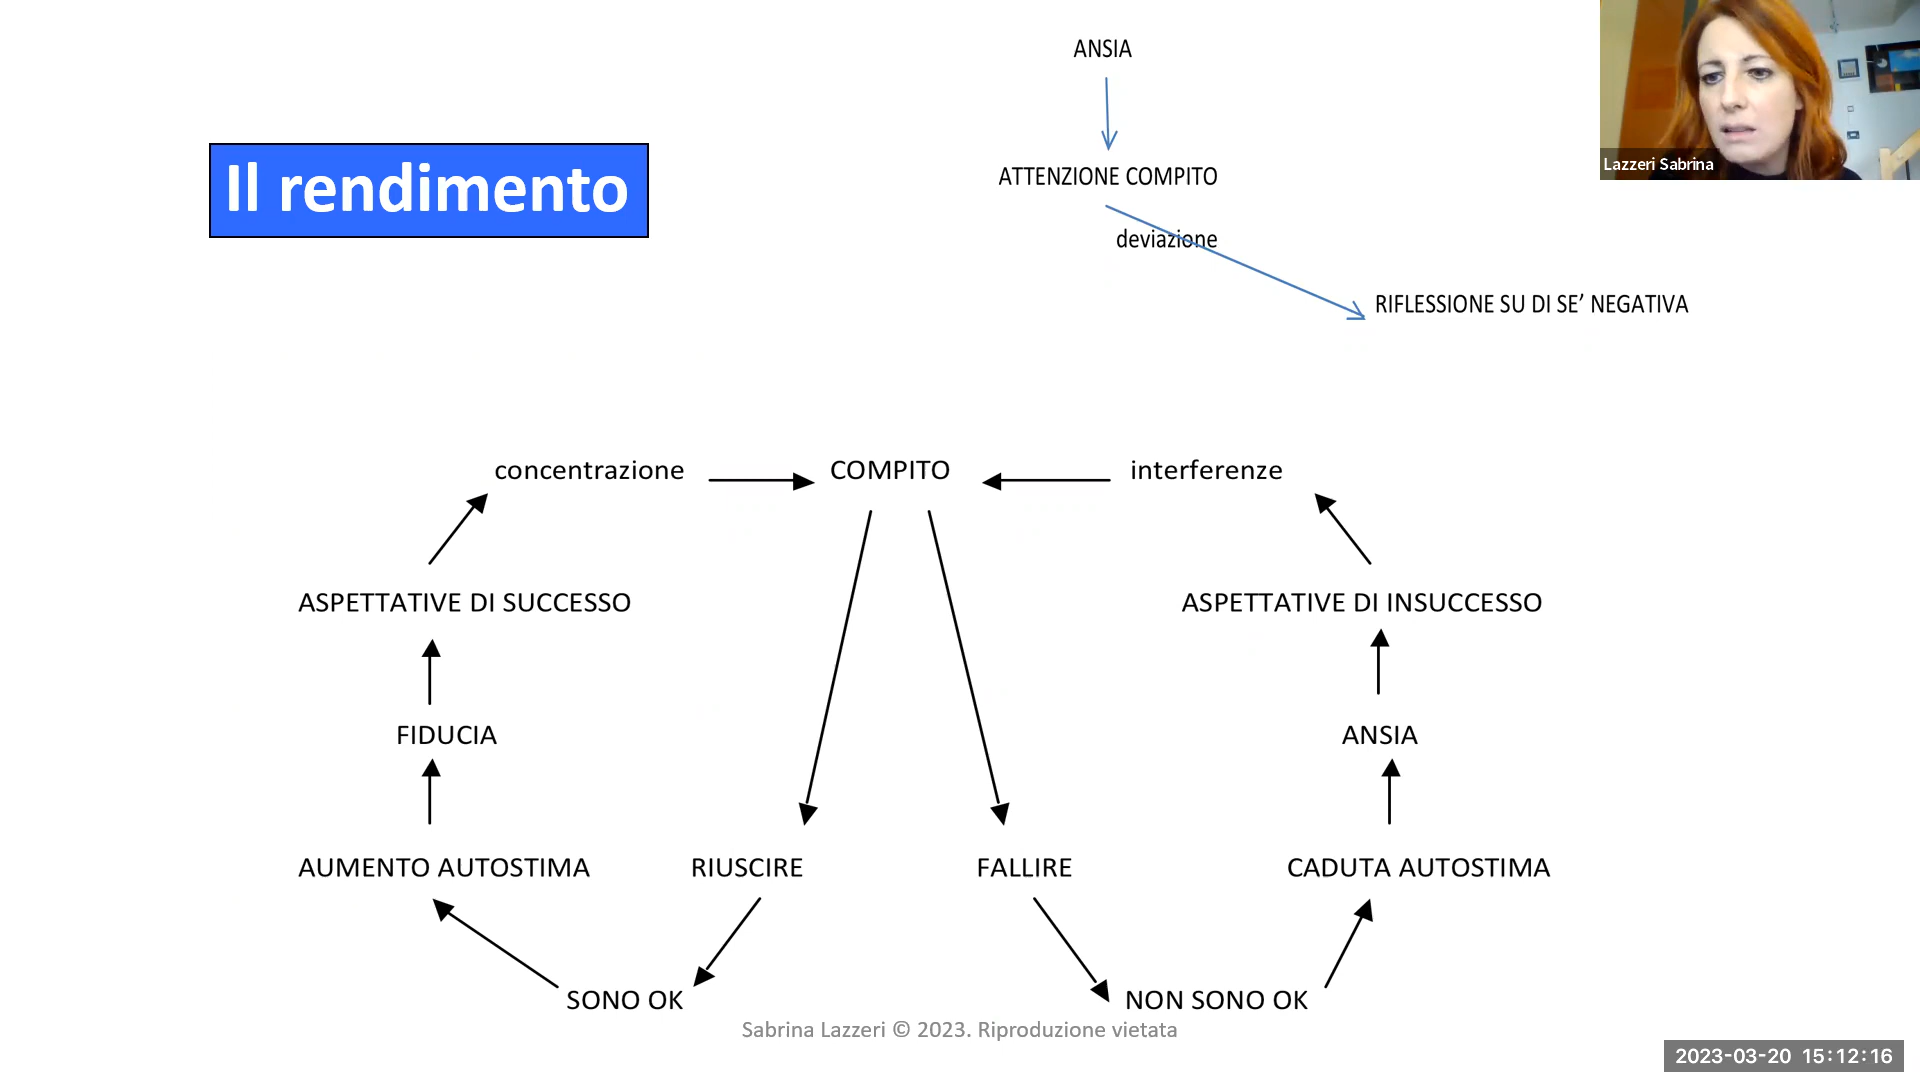 ANSIA
Il rendimento
ATTENZIONE COMPITO
Lazzeri Sabrina
deviazione
RIFLESSIONE SU DI SE’ NEGATIVA
concentrazione COMPITO interferenze
ASPETTATIVE DI SUCCESSO ASPETTATIVE DI INSUCCESSO
FIDUCIA ANSIA
AUMENTO AUTOSTIMA RIUSCIRE FALLIRE CADUTA AUTOSTIMA
SONO OK NON SONO OK
Sabrina Lazzeri © 2023. Riproduzione vietata
2023-03-20 15:12:16